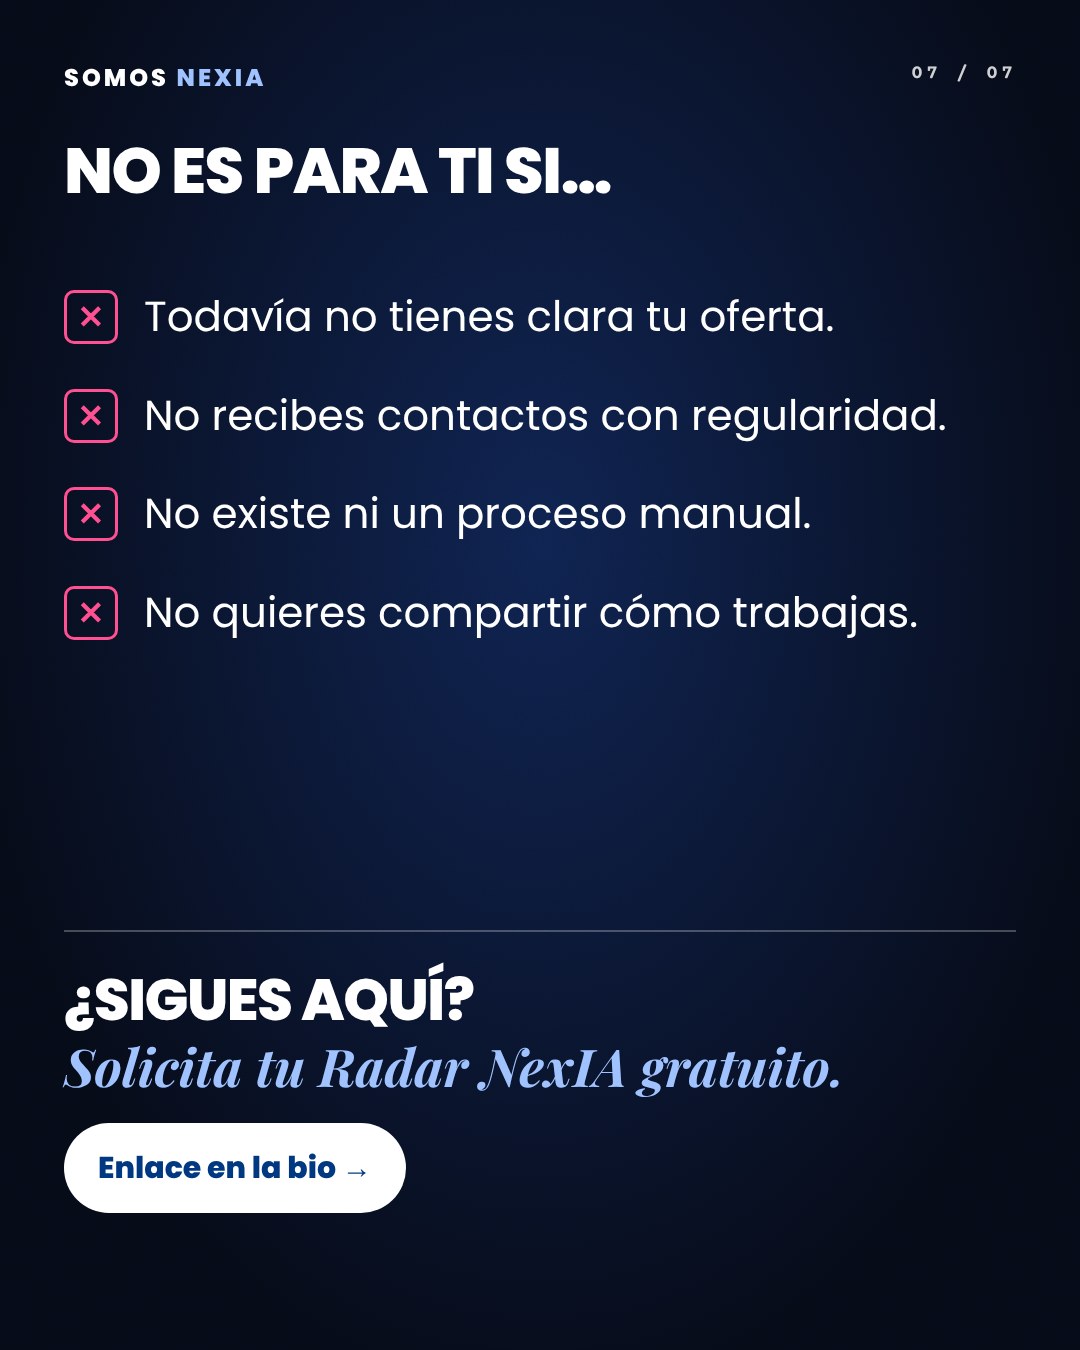 SOMOS NEXIA
07 / 07
NO ES PARA TI SI...
Todavía no tienes clara tu oferta.
No recibes contactos con regularidad.
No existe ni un proceso manual.
No quieres compartir cómo trabajas.
¿SIGUES AQUÍ?
Solicita tu Radar NexIA gratuito.
Enlace en la bio →